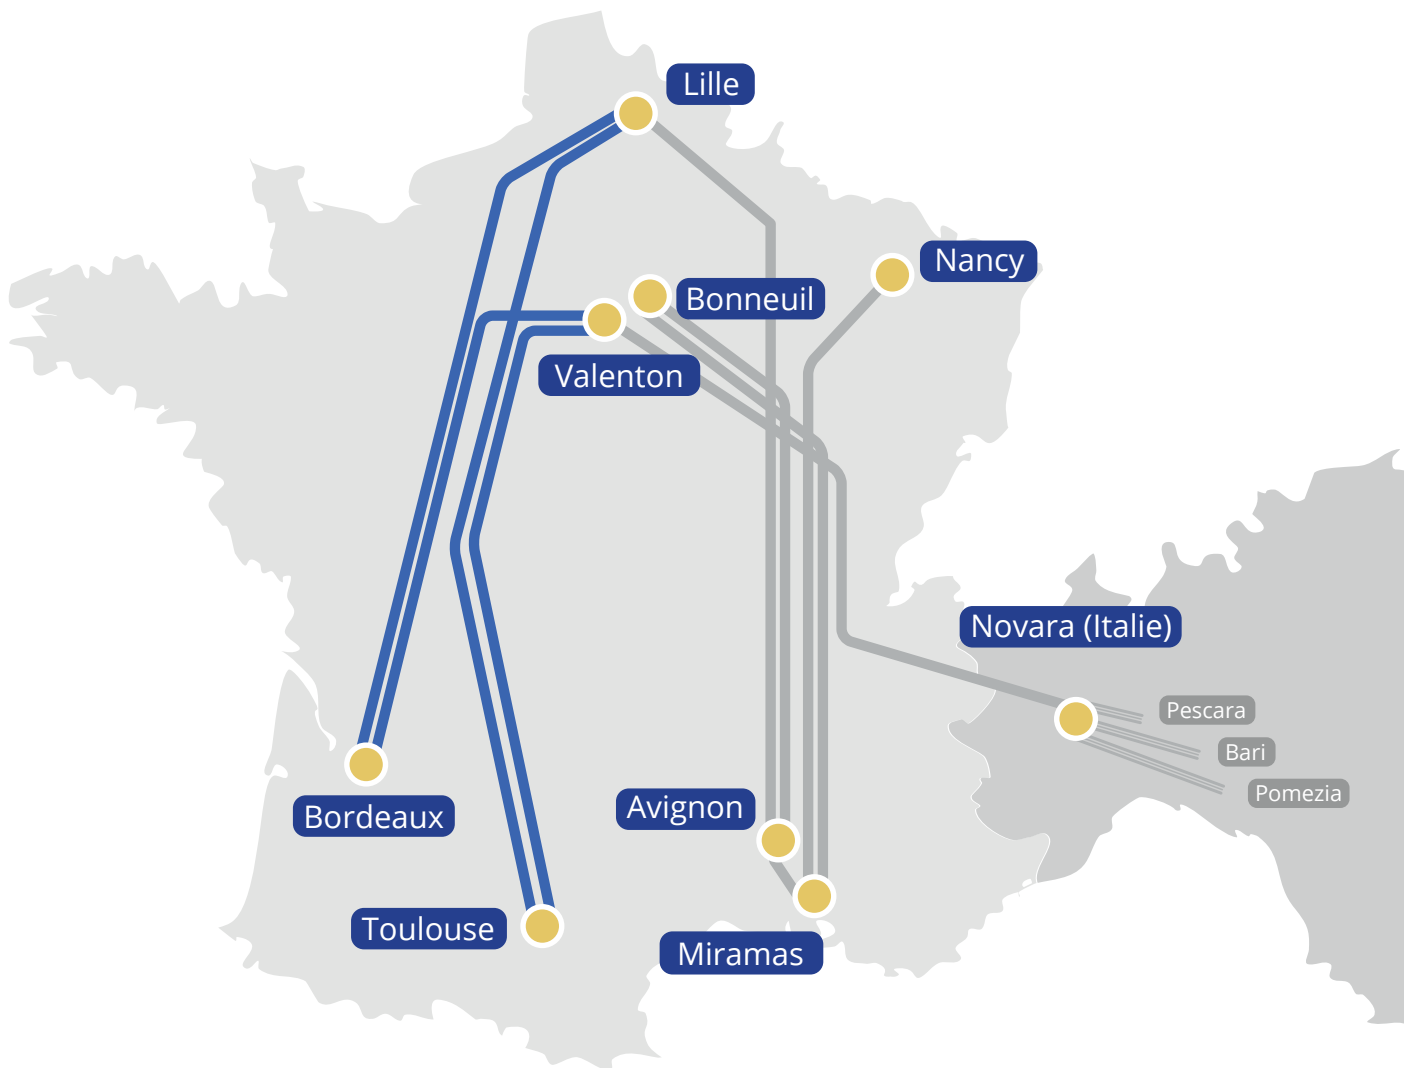 Lille
Nancy
Bonneuil
Valenton
Novara (Italie)
Pescara
Bari
Pomezia
Avignon
Bordeaux
Toulouse
Miramas